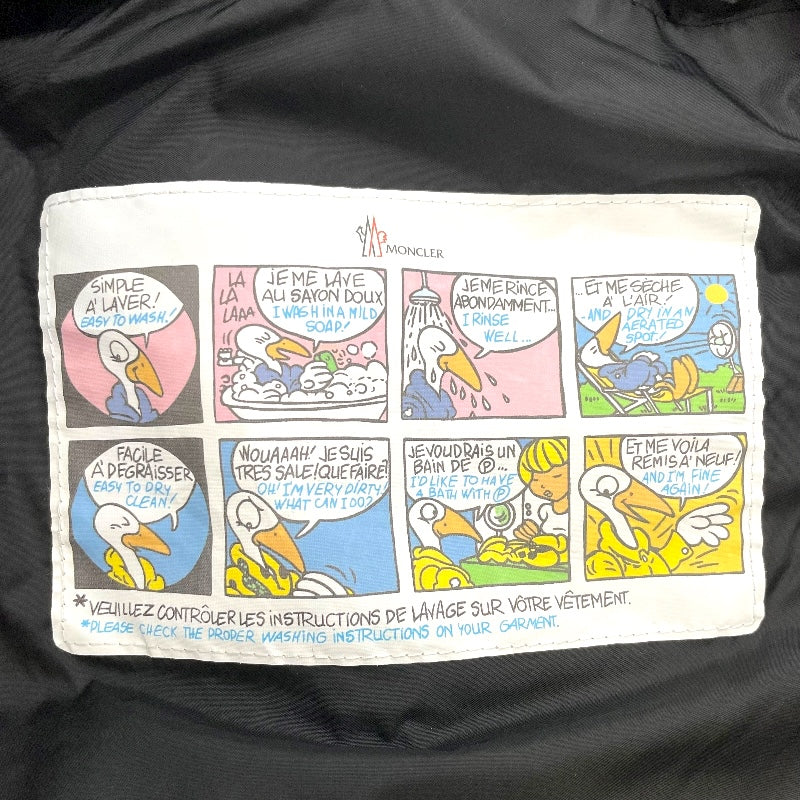 MONCLER
SIMPLE
A' LAVER!
EASY TO WASH!
LA
LA
LAAA
JE ME LAVE
AU SAVON DOUX
I WASH IN A MILD
SOAP!
JE ME RINCE
ABONDAMMENT...
I RINSE
WELL...
...ET ME SÈCHE
À L'AIR!
...AND DRY IN AN
AERATED
SPOT!
FACILE
A' DEGRAISSER
EASY TO DRY
CLEAN!
WOUAAAH! JE SUIS
TRES SALE! QUE FAIRE?
OH! I'M VERY DIRTY
WHAT CAN I DO?
JE VOUDRAIS UN
BAIN DE Ⓟ...
I'D LIKE TO HAVE
A BATH WITH Ⓟ
ET ME VOILA
REMIS A' NEUF!
AND I'M FINE
AGAIN!
*VEUILLEZ CONTRÔLER LES INSTRUCTIONS DE LAVAGE SUR VÔTRE VÊTEMENT.
*PLEASE CHECK THE PROPER WASHING INSTRUCTIONS ON YOUR GARMENT.